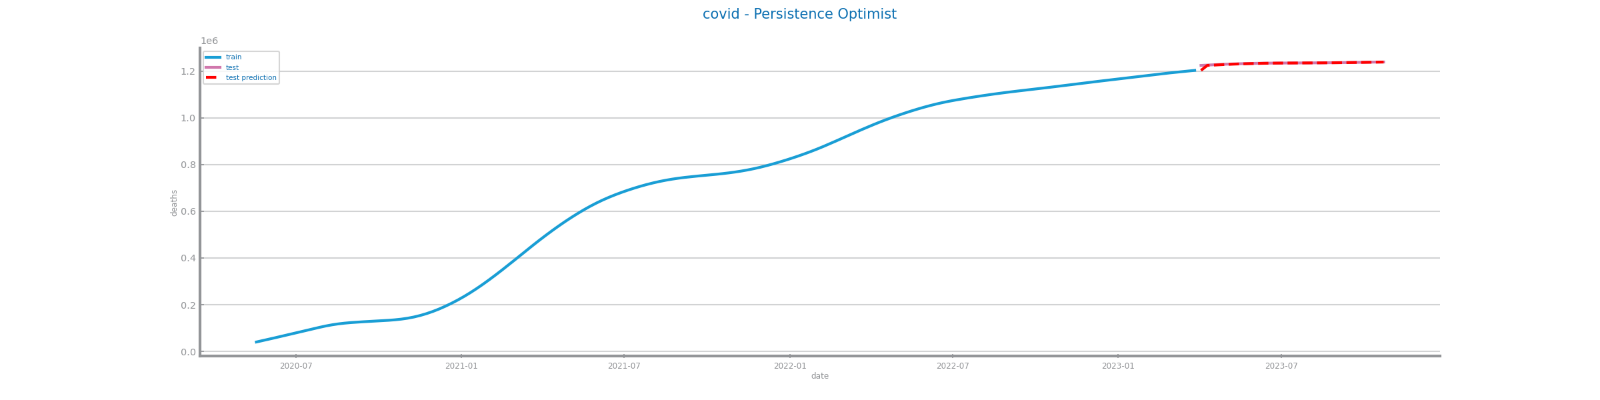 covid - Persistence Optimist
1e6
train
test
test prediction
1.2
1.0
0.8
0.6
0.4
0.2
0.0
deaths
2020-07
2021-01
2021-07
2022-01
2022-07
2023-01
2023-07
date